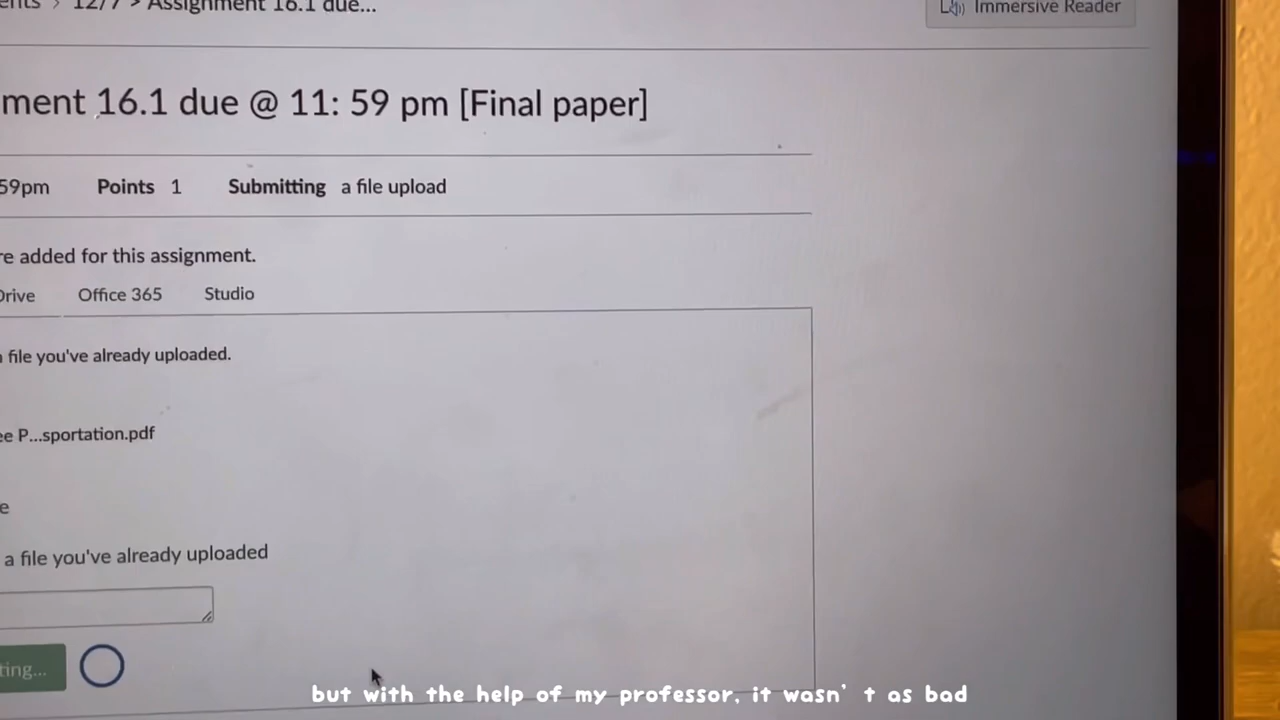 12/7 > Assignment 16.1 due...
Immersive Reader
ment 16.1 due @ 11: 59 pm [Final paper]
59pm Points 1 Submitting a file upload
re added for this assignment.
Drive Office 365 Studio
file you've already uploaded.
ee P...sportation.pdf
e
a file you've already uploaded
ting...
but with the help of my professor, it wasn't as bad